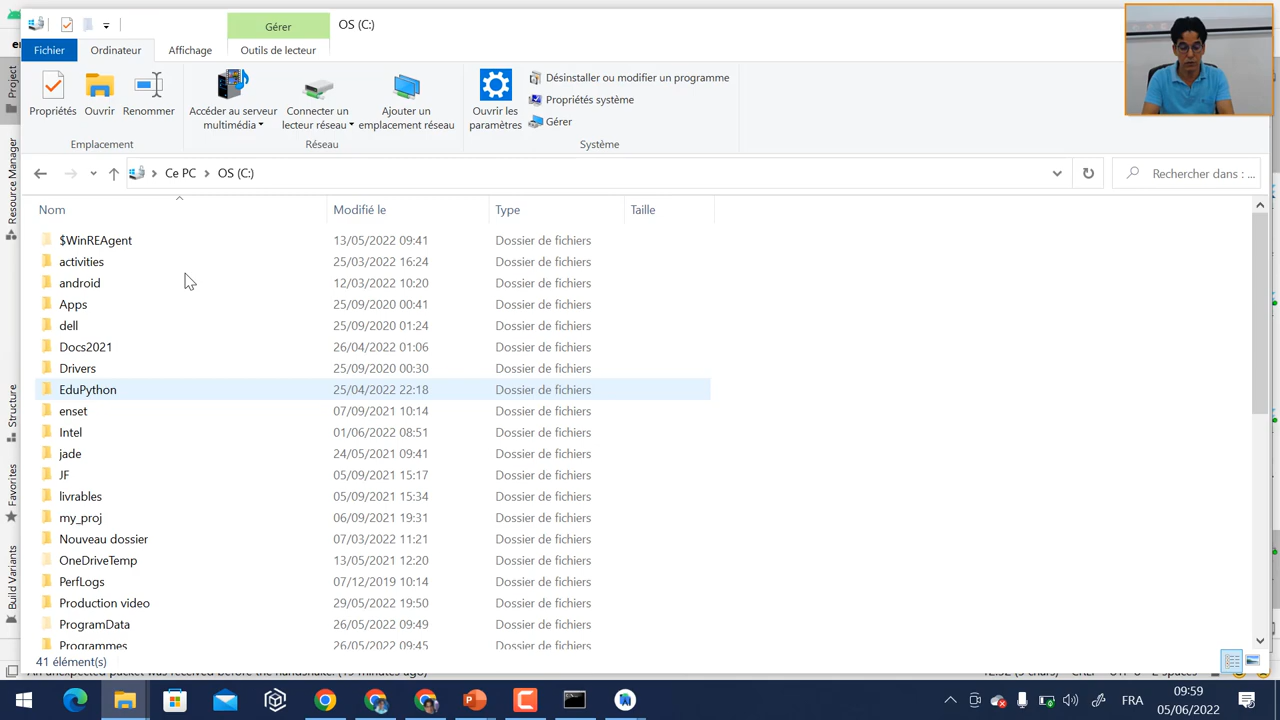 Gérer OS (C:)
Fichier Ordinateur Affichage Outils de lecteur
Propriétés Ouvrir Renommer Accéder au serveur multimédia Connecter un lecteur réseau Ajouter un emplacement réseau Ouvrir les paramètres Désinstaller ou modifier un programme
Propriétés système
Gérer
Emplacement Réseau Système
Ce PC OS (C:) Rechercher dans : ...
Nom Modifié le Type Taille
$WinREAgent 13/05/2022 09:41 Dossier de fichiers
activities 25/03/2022 16:24 Dossier de fichiers
android 12/03/2022 10:20 Dossier de fichiers
Apps 25/09/2020 00:41 Dossier de fichiers
dell 25/09/2020 01:24 Dossier de fichiers
Docs2021 26/04/2022 01:06 Dossier de fichiers
Drivers 25/09/2020 00:30 Dossier de fichiers
EduPython 25/04/2022 22:18 Dossier de fichiers
enset 07/09/2021 10:14 Dossier de fichiers
Intel 01/06/2022 08:51 Dossier de fichiers
jade 24/05/2021 09:41 Dossier de fichiers
JF 05/09/2021 15:17 Dossier de fichiers
livrables 05/09/2021 15:34 Dossier de fichiers
my_proj 06/09/2021 19:31 Dossier de fichiers
Nouveau dossier 07/03/2022 11:21 Dossier de fichiers
OneDriveTemp 13/05/2021 12:20 Dossier de fichiers
PerfLogs 07/12/2019 10:14 Dossier de fichiers
Production video 29/05/2022 19:50 Dossier de fichiers
ProgramData 26/05/2022 09:49 Dossier de fichiers
Programmes 26/05/2022 09:45 Dossier de fichiers
41 élément(s)
Project
Resource Manager
Structure
Favorites
Build Variants
FRA
09:59
05/06/2022